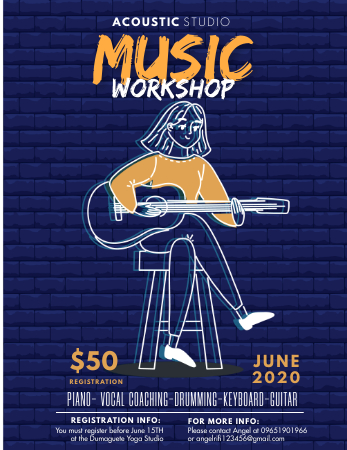 ACOUSTIC STUDIO
MUSIC
WORKSHOP
$50
REGISTRATION
JUNE
2020
PIANO- VOCAL COACHING-DRUMMING-KEYBOARD-GUITAR
REGISTRATION INFO:
You must register before June 15TH
at the Dumaguete Yoga Studio
FOR MORE INFO:
Please contact Angel at 09651901966
or angelrifi123456@gmail.com